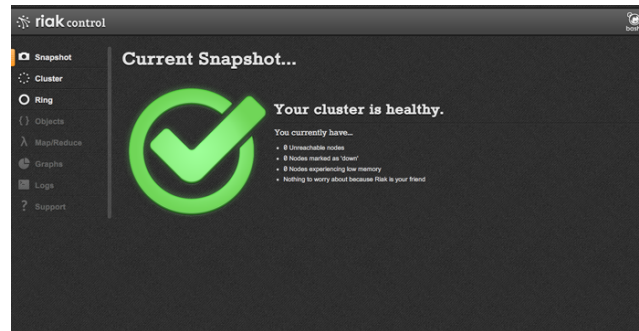 riak control
Snapshot
Cluster
Ring
Objects
Map/Reduce
Graphs
Logs
Support
Current Snapshot...
Your cluster is healthy.
You currently have...
0 Unreachable nodes
0 Nodes marked as 'down'
0 Nodes experiencing low memory
Nothing to worry about because Riak is your friend